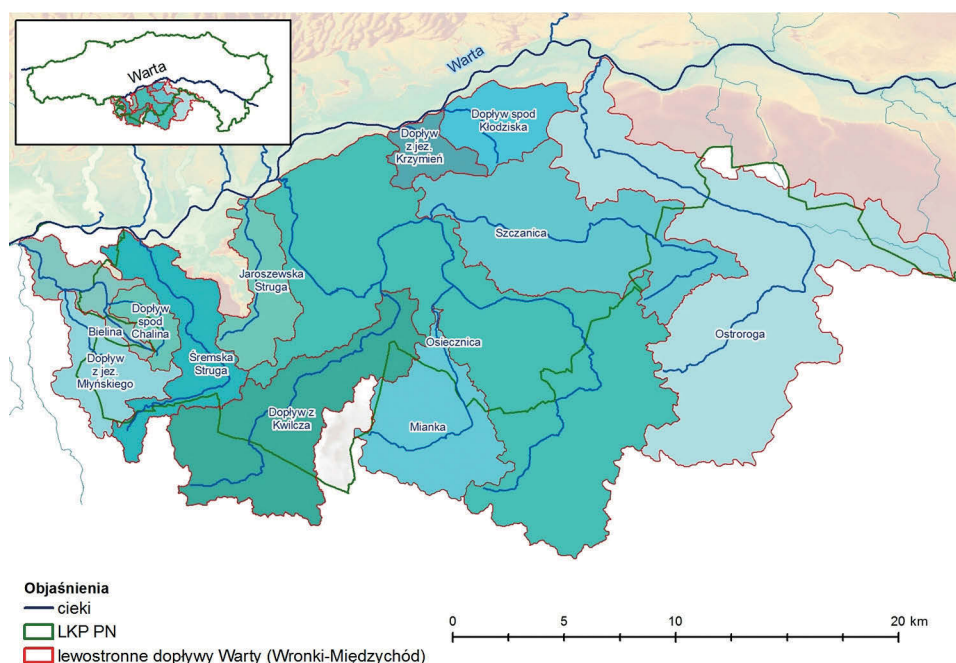 Warta
Warta
Dopływ spod
Kłodziska
Dopływ
z jez.
Krzymień
Szczanica
Jaroszewska
Struga
Dopływ
spod
Chalina
Bielina
Dopływ
z jez.
Młyńskiego
Śremska
Struga
Osiecznica
Ostroroga
Dopływ z
Kwilcza
Mianka
Objaśnienia
cieki
LKP PN
lewostronne dopływy Warty (Wronki-Międzychód)
0 5 10 20 km